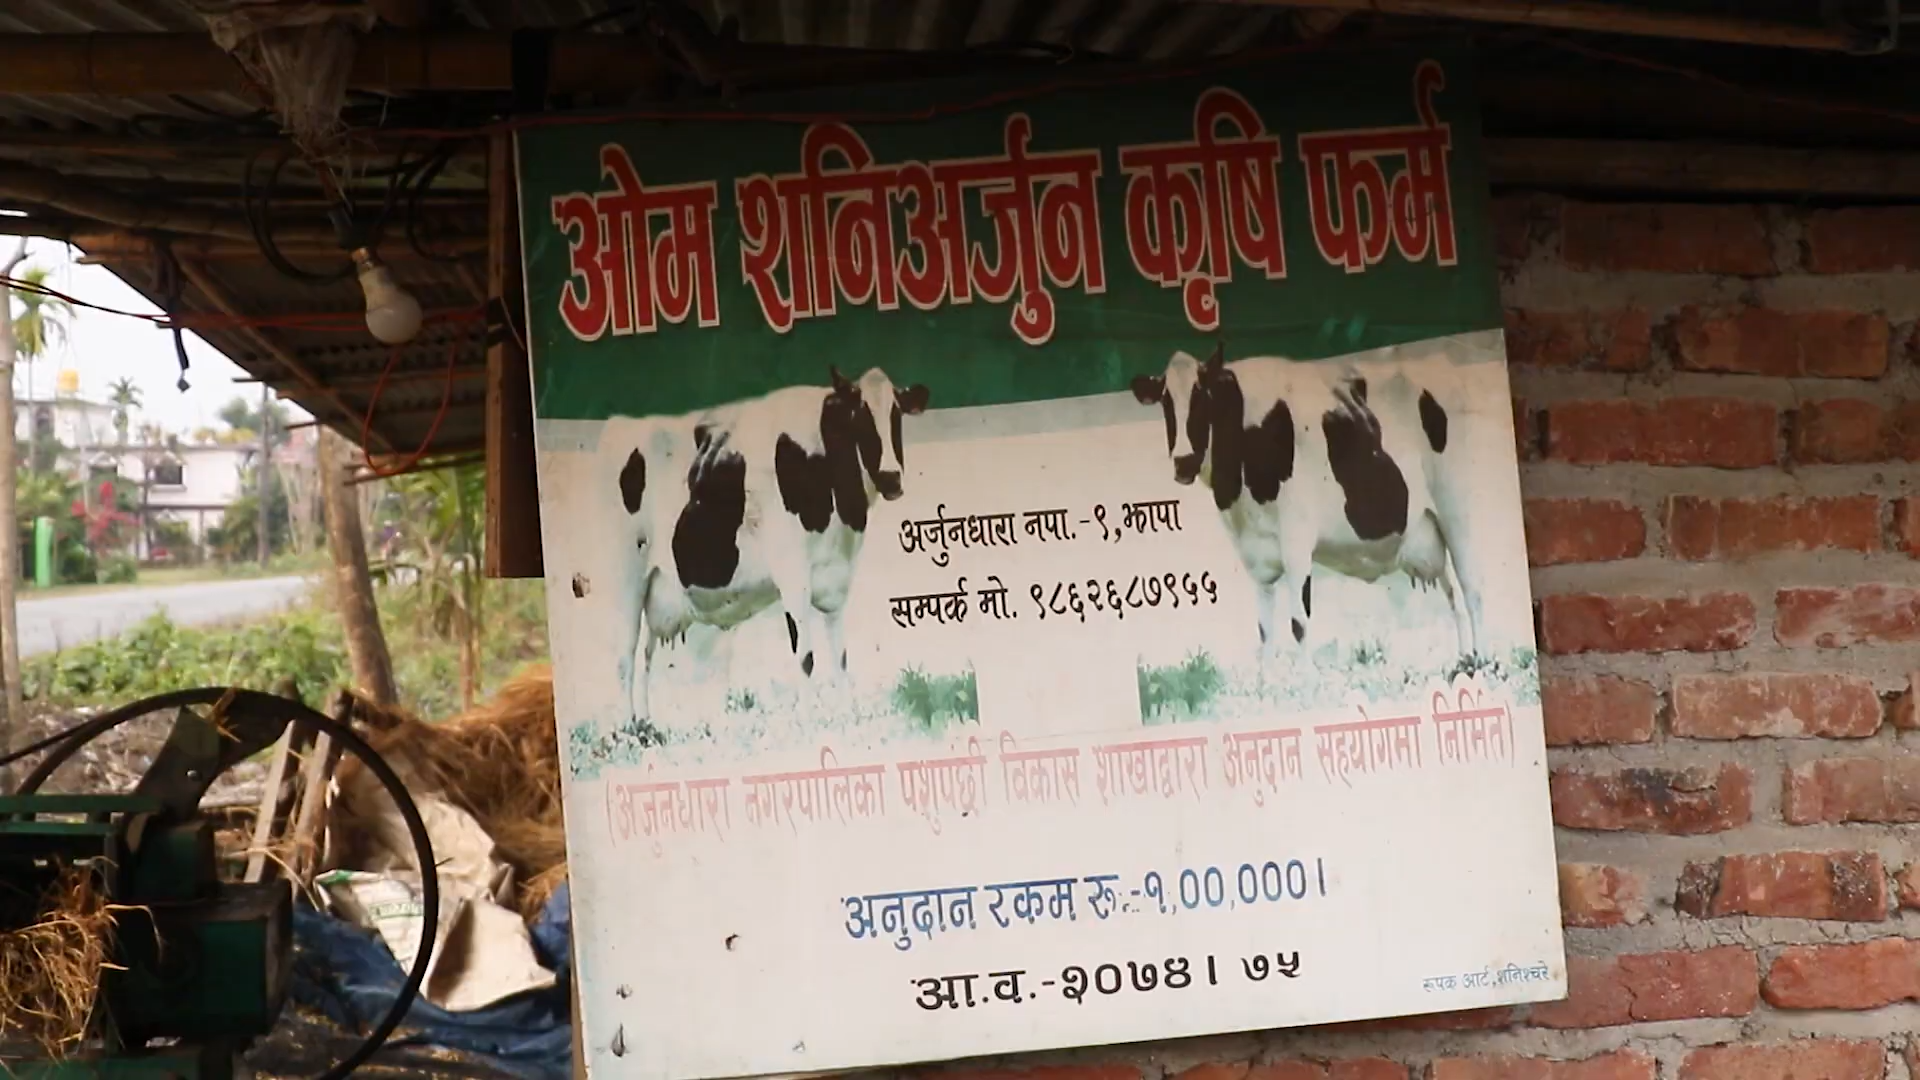 ओम शनिअर्जुन कृषि फर्म
अर्जुनधारा नपा.-९,झापा
सम्पर्क मो. ९८६२६८७९५५
(अर्जुनधारा नगरपालिका पशुपंछी विकास शाखाद्वारा अनुदान सहयोगमा निर्मित)
अनुदान रकम रू:-१,००,०००।
आ.व.-२०७४। ७५
रूपक आर्ट,शनिश्चरे